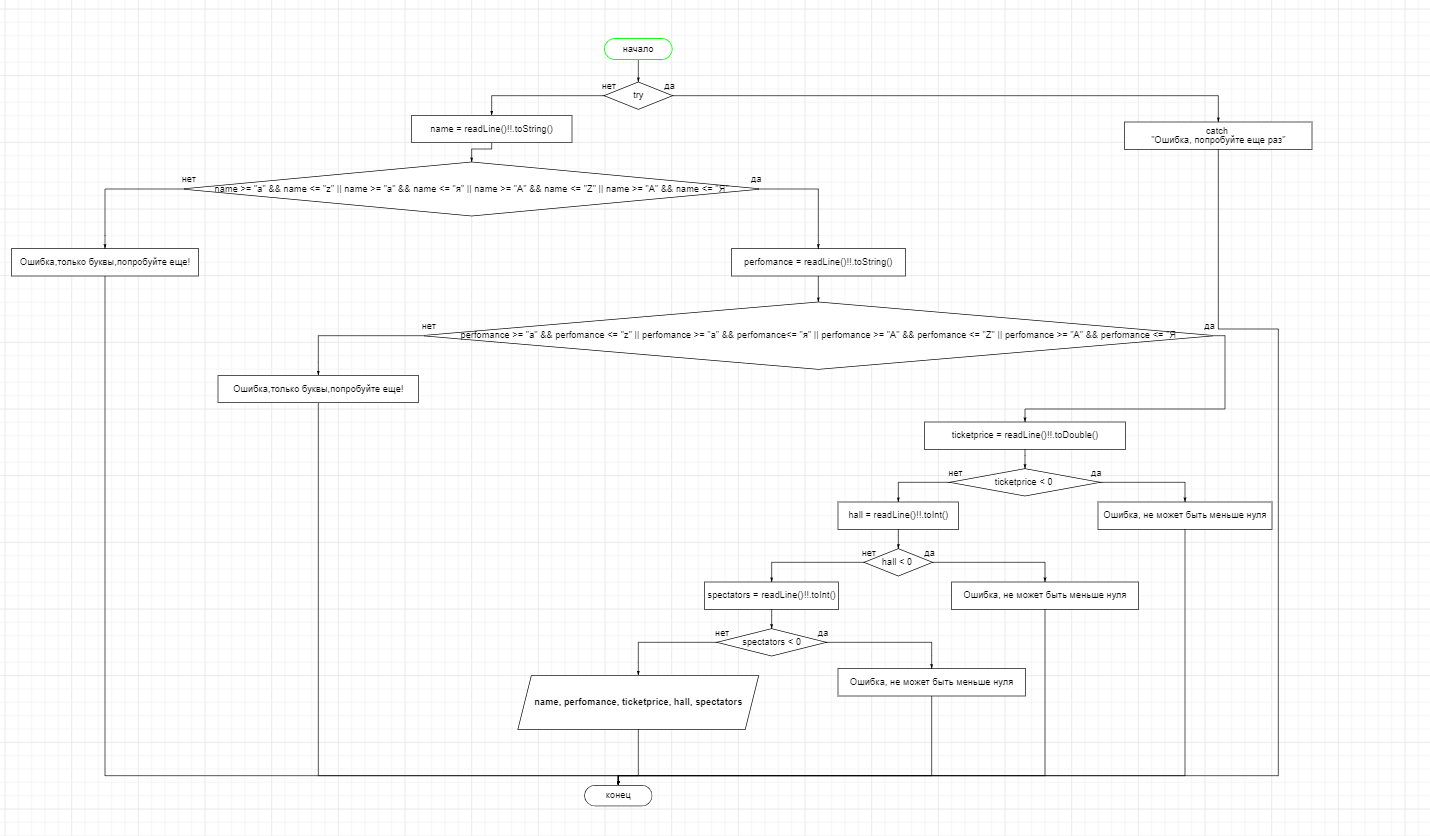 начало
нет
да
try
name = readLine()!!.toString()
catch
"Ошибка, попробуйте еще раз"
нет
да
name >= "a" && name <= "z" || name >= "а" && name <= "я" || name >= "A" && name <= "Z" || name >= "А" && name <= "Я"
Ошибка,только буквы,попробуйте еще!
perfomance = readLine()!!.toString()
нет
да
perfomance >= "a" && perfomance <= "z" || perfomance >= "а" && perfomance<= "я" || perfomance >= "A" && perfomance <= "Z" || perfomance >= "А" && perfomance <= "Я
Ошибка,только буквы,попробуйте еще!
ticketprice = readLine()!!.toDouble()
нет
да
ticketprice < 0
hall = readLine()!!.toInt()
Ошибка, не может быть меньше нуля
нет
да
hall < 0
spectators = readLine()!!.toInt()
Ошибка, не может быть меньше нуля
нет
да
spectators < 0
Ошибка, не может быть меньше нуля
name, perfomance, ticketprice, hall, spectators
конец